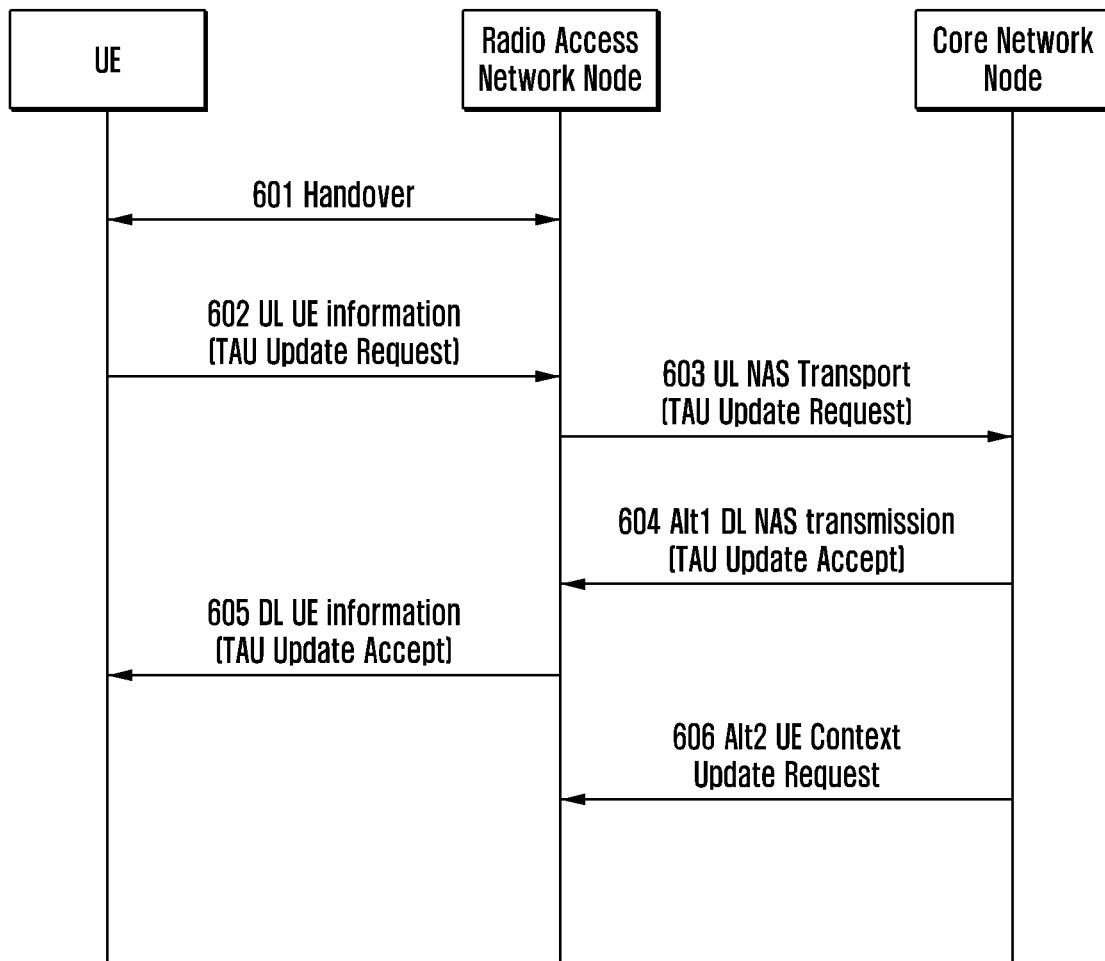 UE
Radio Access
Network Node
Core Network
Node
601 Handover
602 UL UE information
(TAU Update Request)
603 UL NAS Transport
(TAU Update Request)
604 Alt1 DL NAS transmission
(TAU Update Accept)
605 DL UE information
(TAU Update Accept)
606 Alt2 UE Context
Update Request